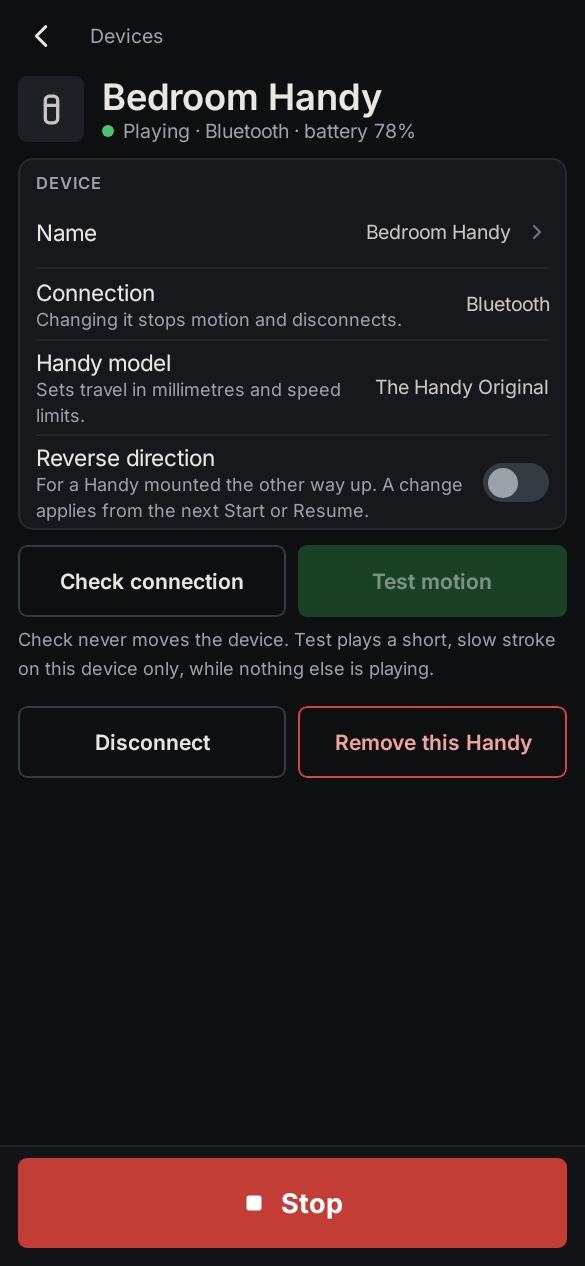 Devices
Bedroom Handy
Playing · Bluetooth · battery 78%
DEVICE
Name
Bedroom Handy
Connection
Changing it stops motion and disconnects.
Bluetooth
Handy model
Sets travel in millimetres and speed
limits.
The Handy Original
Reverse direction
For a Handy mounted the other way up. A change
applies from the next Start or Resume.
Check connection
Test motion
Check never moves the device. Test plays a short, slow stroke
on this device only, while nothing else is playing.
Disconnect
Remove this Handy
Stop